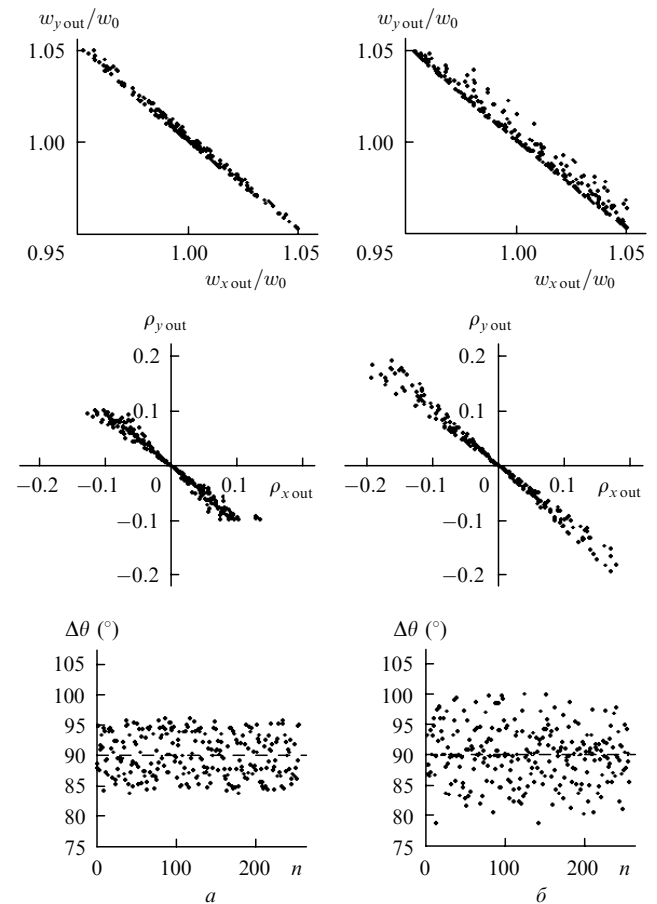 w_y out/w_0 w_y out/w_0
1.05 1.05
1.00 1.00
0.95 1.00 1.05 0.95 1.00 1.05
w_x out/w_0 w_x out/w_0
ρ_y out ρ_y out
0.2 0.2
0.1 0.1
−0.2 −0.1 0 0.1 ρ_x out −0.2 −0.1 0 0.1 ρ_x out
−0.1 −0.1
−0.2 −0.2
Δθ (°) Δθ (°)
105 105
100 100
95 95
90 90
85 85
80 80
75 75
0 100 200 n 0 100 200 n
а б